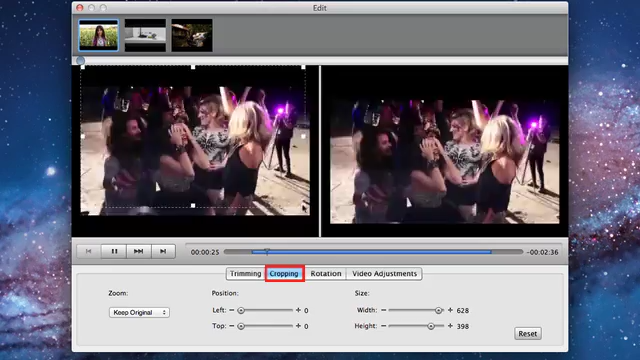 Edit
00:00:25
-00:02:36
Trimming Cropping Rotation Video Adjustments
Zoom: Position: Size:
Keep Original Left: 0 Width: 628
Top: 0 Height: 398
Reset